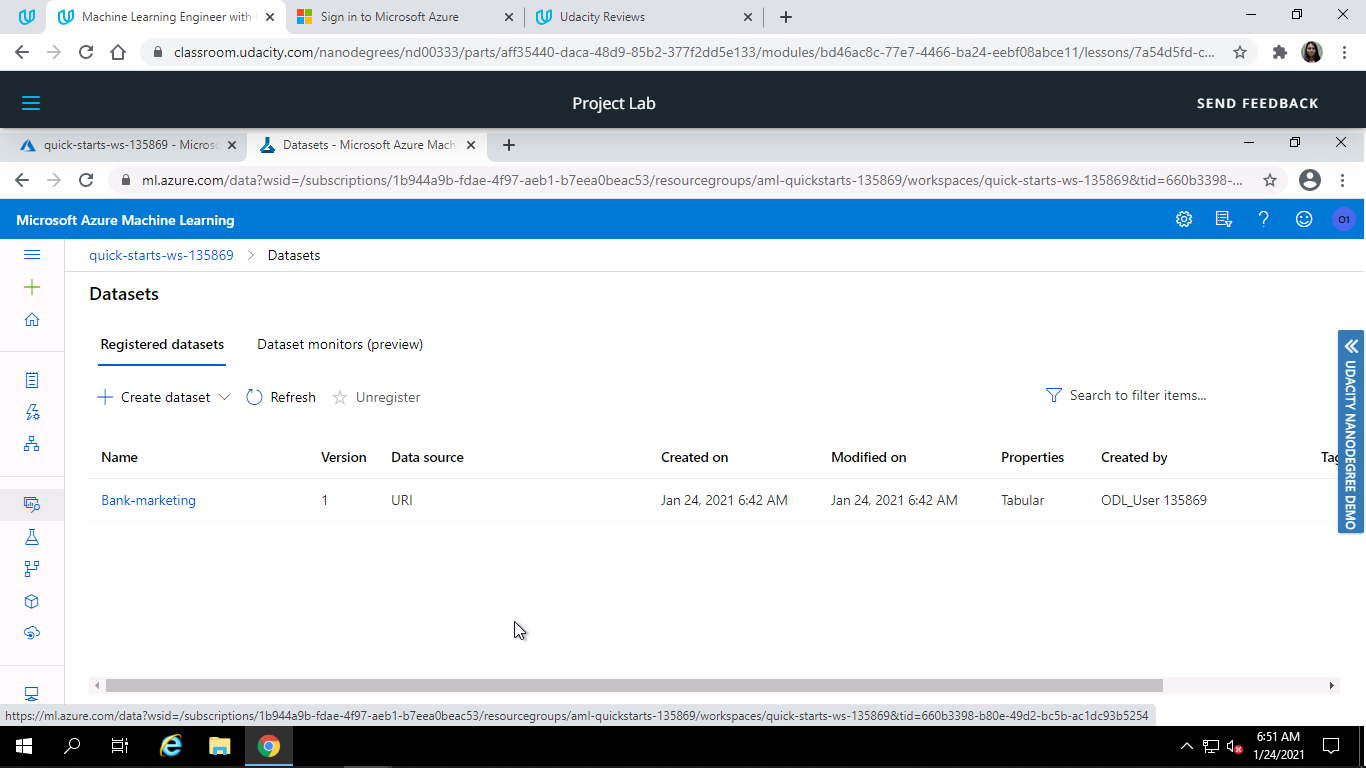 Machine Learning Engineer with
Sign in to Microsoft Azure
Udacity Reviews
classroom.udacity.com/nanodegrees/nd00333/parts/aff35440-daca-48d9-85b2-377f2dd5e133/modules/bd46ac8c-77e7-4466-ba24-eebf08abce11/lessons/7a54d5fd-c...
Project Lab
SEND FEEDBACK
quick-starts-ws-135869 - Micros
Datasets - Microsoft Azure Mach
ml.azure.com/data?wsid=/subscriptions/1b944a9b-fdae-4f97-aeb1-b7eea0beac53/resourcegroups/aml-quickstarts-135869/workspaces/quick-starts-ws-135869&tid=660b3398-...
Microsoft Azure Machine Learning
O1
quick-starts-ws-135869 > Datasets
Datasets
Registered datasets
Dataset monitors (preview)
Create dataset
Refresh
Unregister
Search to filter items...
UDACITY NANODEGREE DEMO
Name Version Data source Created on Modified on Properties Created by Tag
Bank-marketing 1 URI Jan 24, 2021 6:42 AM Jan 24, 2021 6:42 AM Tabular ODL_User 135869
https://ml.azure.com/data?wsid=/subscriptions/1b944a9b-fdae-4f97-aeb1-b7eea0beac53/resourcegroups/aml-quickstarts-135869/workspaces/quick-starts-ws-135869&tid=660b3398-b80e-49d2-bc5b-ac1dc93b5254
6:51 AM
1/24/2021